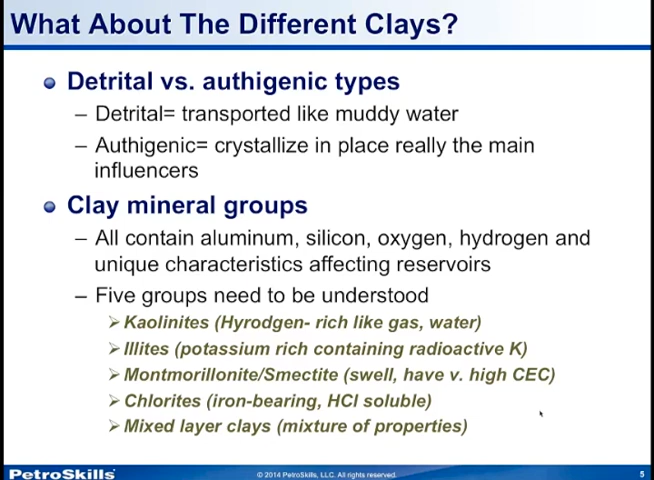 What About The Different Clays?
Detrital vs. authigenic types
– Detrital= transported like muddy water
– Authigenic= crystallize in place really the main
influencers
Clay mineral groups
– All contain aluminum, silicon, oxygen, hydrogen and
unique characteristics affecting reservoirs
– Five groups need to be understood
Kaolinites (Hyrodgen- rich like gas, water)
Illites (potassium rich containing radioactive K)
Montmorillonite/Smectite (swell, have v. high CEC)
Chlorites (iron-bearing, HCl soluble)
Mixed layer clays (mixture of properties)
PetroSkills © 2014 PetroSkills, LLC. All rights reserved. 5